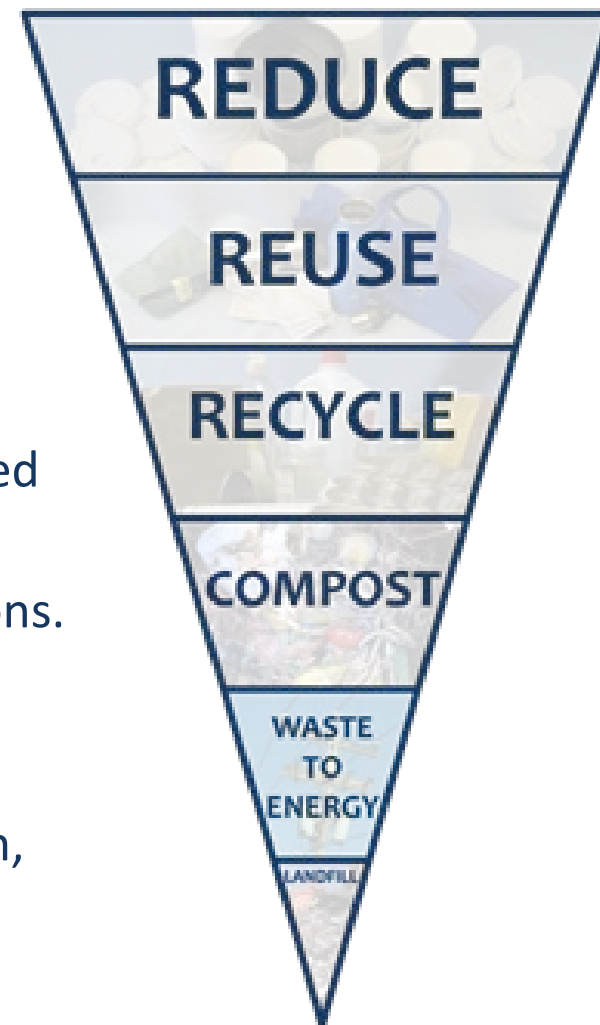 REDUCE
REUSE
RECYCLE
ed
COMPOST
ns.
WASTE
TO
ENERGY
n,
LANDFILL